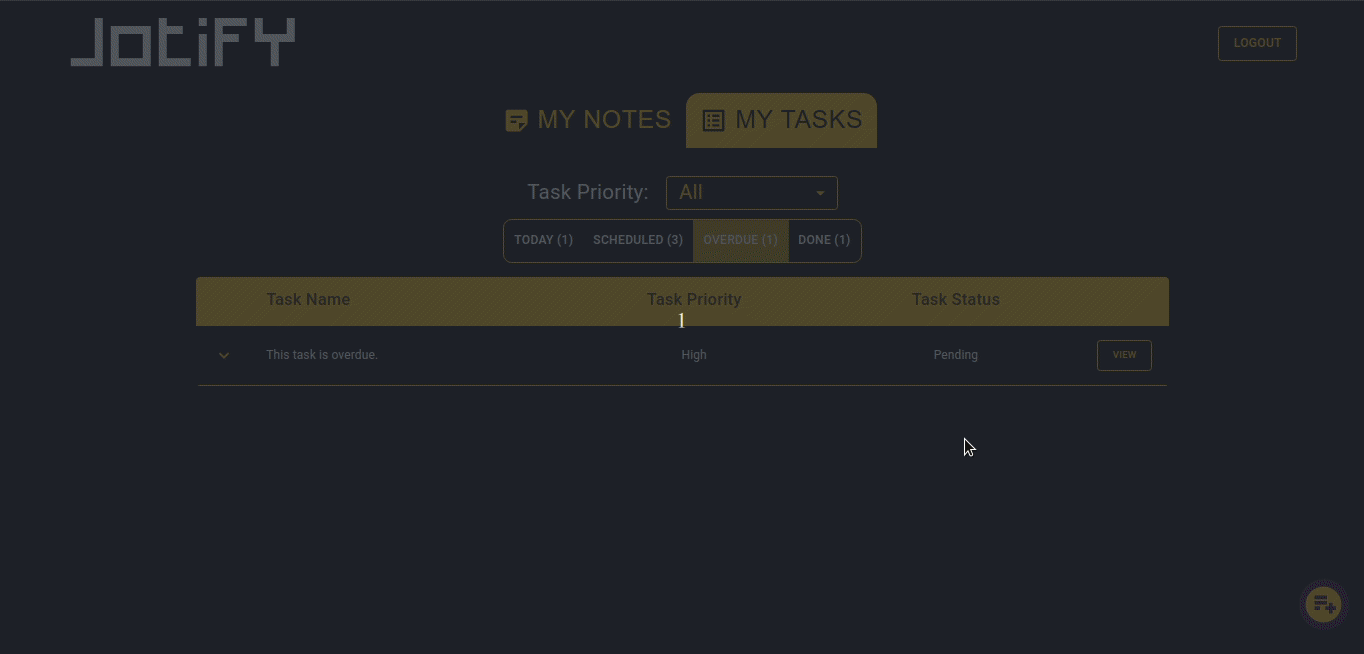 JOtiFY
LOGOUT
MY NOTES
MY TASKS
Task Priority:
All
TODAY (1)
SCHEDULED (3)
OVERDUE (1)
DONE (1)
Task Name
Task Priority
Task Status
1
This task is overdue.
High
Pending
VIEW